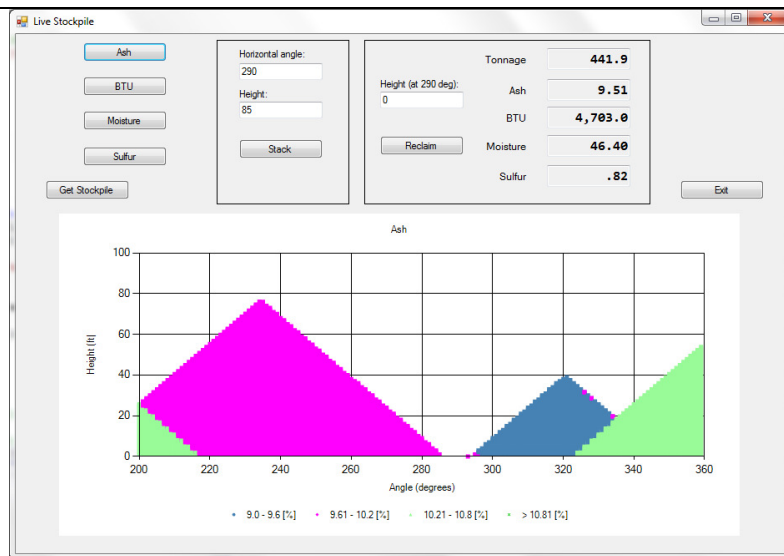 Live Stockpile
Ash
BTU
Moisture
Sulfur
Get Stockpile
Horizontal angle:
290
Height:
85
Stack
Height (at 290 deg):
0
Reclaim
Tonnage 441.9
Ash 9.51
BTU 4,703.0
Moisture 46.40
Sulfur .82
Exit
Ash
100
80
60
40
20
0
Height [ft]
200 220 240 260 280 300 320 340 360
Angle (degrees)
9.0 - 9.6 [%] 9.61 - 10.2 [%] 10.21 - 10.8 [%] > 10.81 [%]